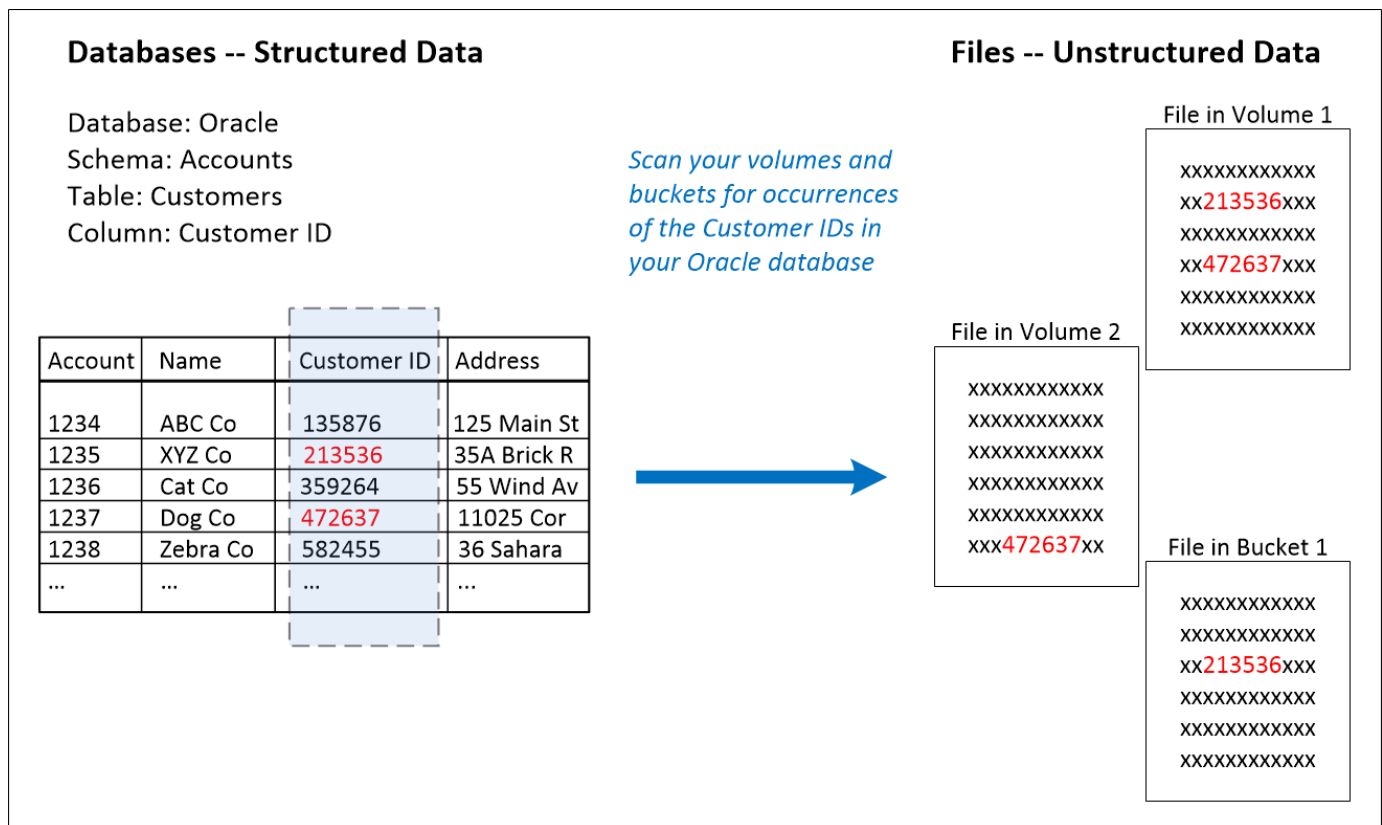 Databases -- Structured Data
Database: Oracle
Schema: Accounts
Table: Customers
Column: Customer ID
Scan your volumes and
buckets for occurrences
of the Customer IDs in
your Oracle database
Account Name Customer ID Address
1234 ABC Co 135876 125 Main St
1235 XYZ Co 213536 35A Brick R
1236 Cat Co 359264 55 Wind Av
1237 Dog Co 472637 11025 Cor
1238 Zebra Co 582455 36 Sahara
... ... ... ...
Files -- Unstructured Data
File in Volume 1
xxxxxxxxxxxx
xx213536xxx
xxxxxxxxxxxx
xx472637xxx
xxxxxxxxxxxx
xxxxxxxxxxxx
File in Volume 2
xxxxxxxxxxxx
xxxxxxxxxxxx
xxxxxxxxxxxx
xxxxxxxxxxxx
xxxxxxxxxxxx
xxx472637xx
File in Bucket 1
xxxxxxxxxxxx
xxxxxxxxxxxx
xx213536xxx
xxxxxxxxxxxx
xxxxxxxxxxxx
xxxxxxxxxxxx